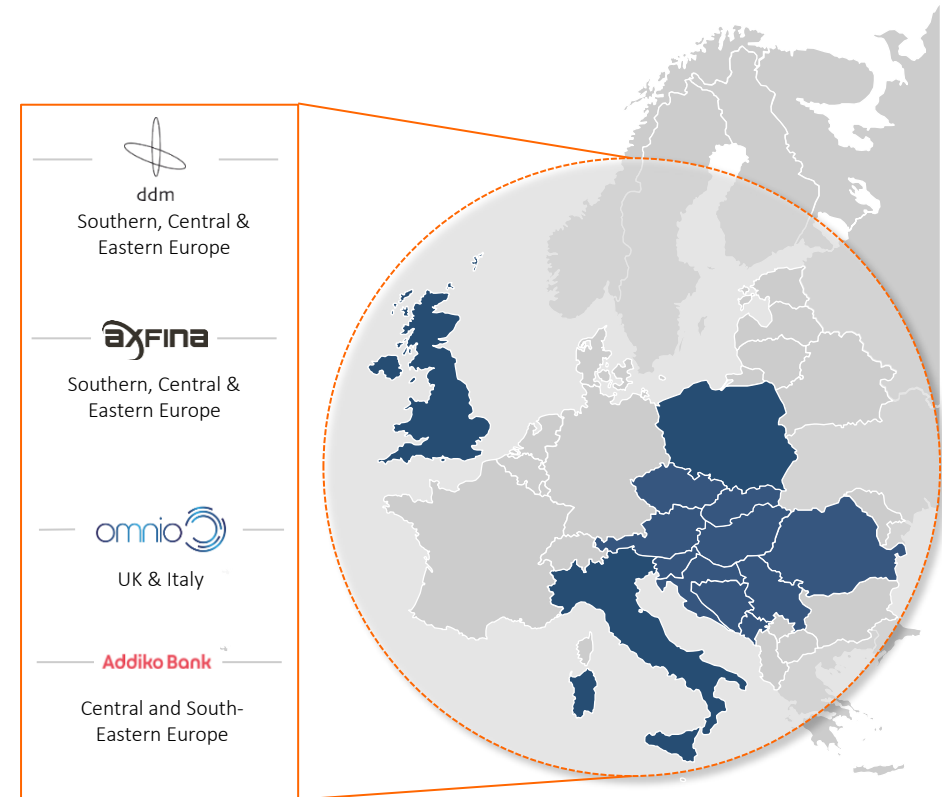 ddm
Southern, Central &
Eastern Europe
axFINA
Southern, Central &
Eastern Europe
omnio
UK & Italy
Addiko Bank
Central and South-
Eastern Europe